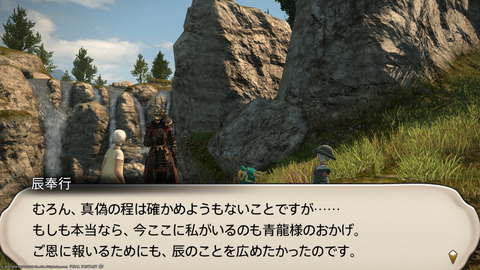 辰奉行
むろん、真偽の程は確かめようもないことですが……
もしも本当なら、今ここに私がいるのも青龍様のおかげ。
ご恩に報いるためにも、辰のことを広めたかったのです。